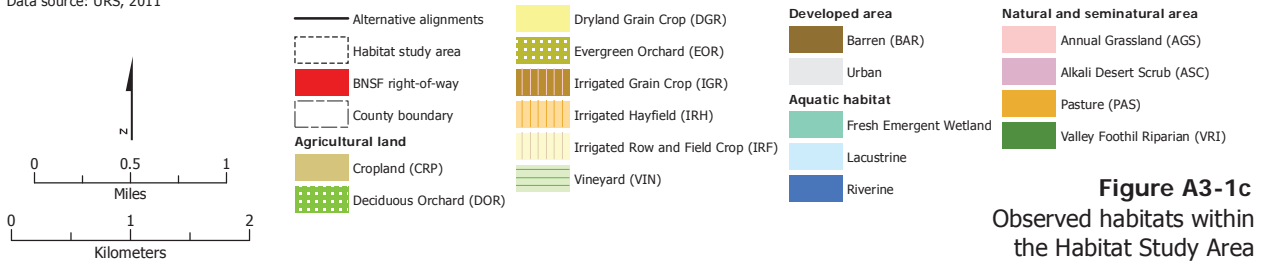 Data source: URS, 2011
z
0 0.5 1
Miles
0 1 2
Kilometers
Alternative alignments
Habitat study area
BNSF right-of-way
County boundary
Agricultural land
Cropland (CRP)
Deciduous Orchard (DOR)
Dryland Grain Crop (DGR)
Evergreen Orchard (EOR)
Irrigated Grain Crop (IGR)
Irrigated Hayfield (IRH)
Irrigated Row and Field Crop (IRF)
Vineyard (VIN)
Developed area
Barren (BAR)
Urban
Aquatic habitat
Fresh Emergent Wetland
Lacustrine
Riverine
Natural and seminatural area
Annual Grassland (AGS)
Alkali Desert Scrub (ASC)
Pasture (PAS)
Valley Foothil Riparian (VRI)
Figure A3-1c
Observed habitats within
the Habitat Study Area